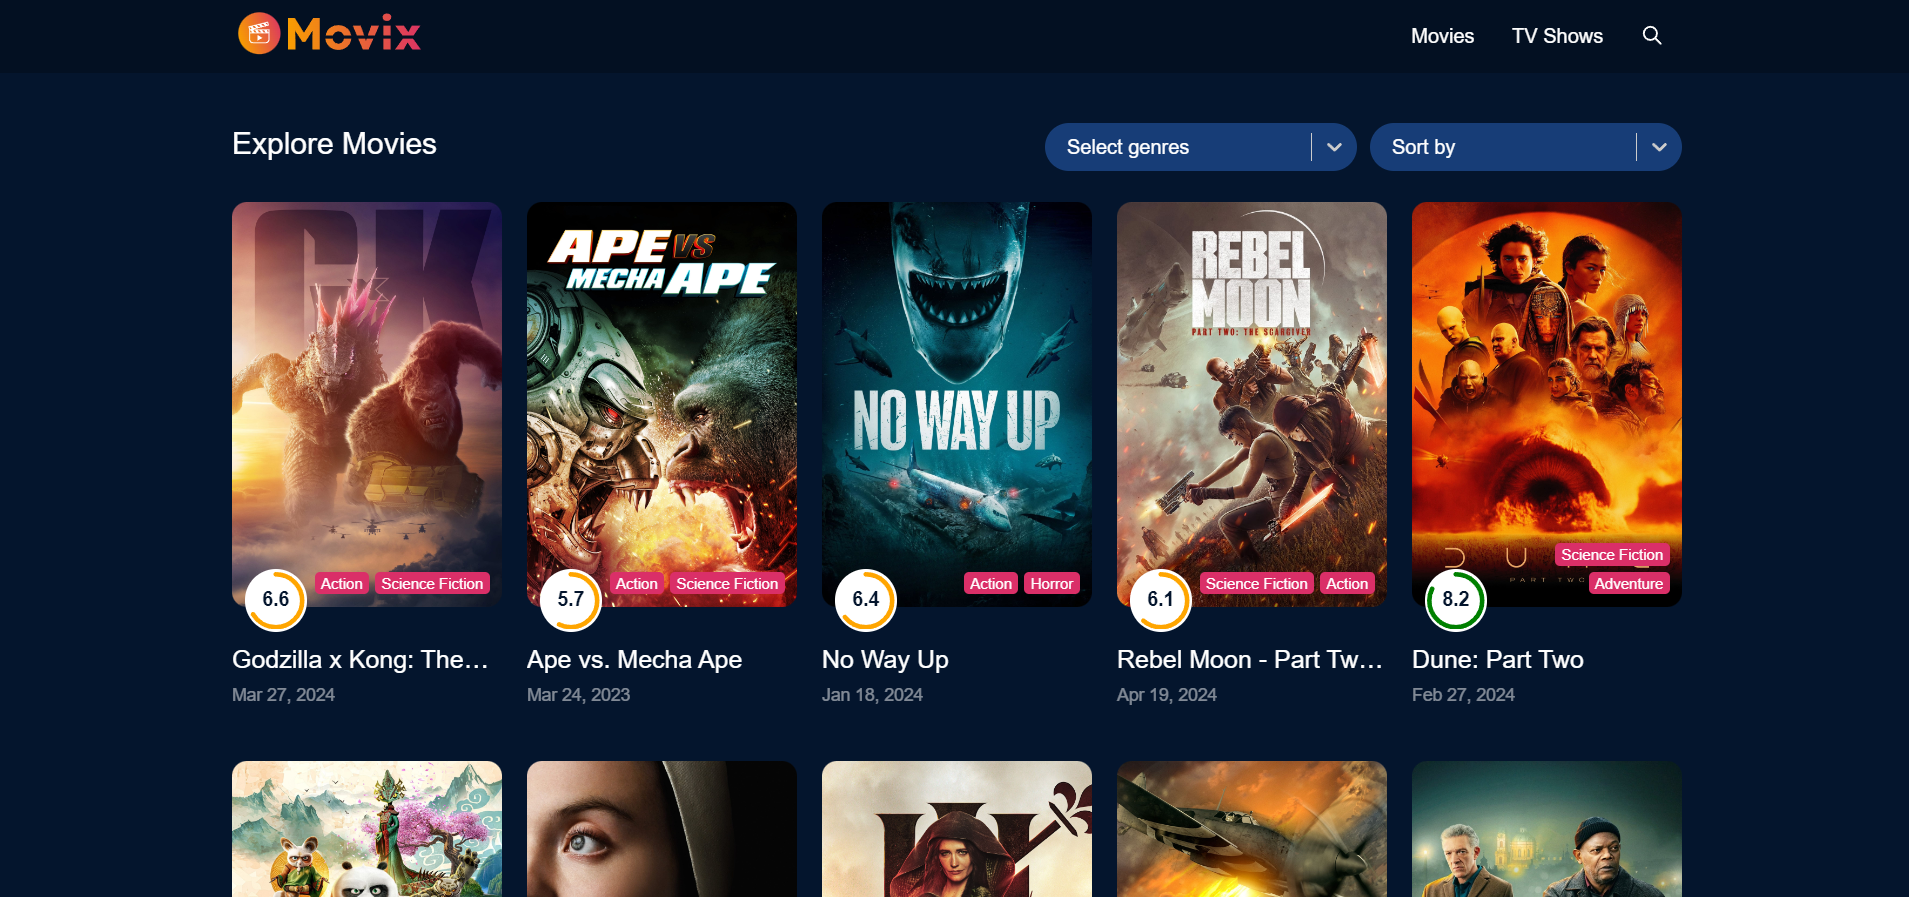 Movix
Movies
TV Shows
Explore Movies
Select genres
Sort by
GK
APE VS
MECHA APE
NO WAY UP
REBEL
MOON
PART TWO: THE SCARGIVER
DUNE
PART TWO
6.6
Action
Science Fiction
5.7
Action
Science Fiction
6.4
Action
Horror
6.1
Science Fiction
Action
8.2
Science Fiction
Adventure
Godzilla x Kong: The...
Mar 27, 2024
Ape vs. Mecha Ape
Mar 24, 2023
No Way Up
Jan 18, 2024
Rebel Moon - Part Tw...
Apr 19, 2024
Dune: Part Two
Feb 27, 2024